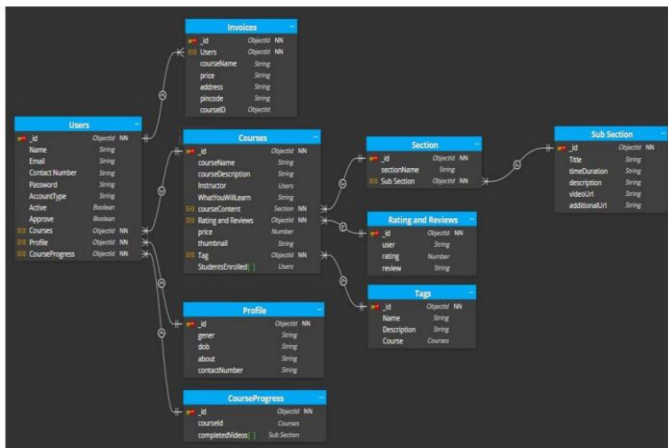 Invoices
_id ObjectId NN
Users ObjectId NN
courseName String
price String
address String
pincode String
courseID ObjectId
Users
_id ObjectId NN
Name String
Email String
Contact Number String
Password String
AccountType String
Active Boolean
Approve Boolean
Courses ObjectId NN
Profile ObjectId NN
CourseProgress ObjectId NN
Courses
_id ObjectId NN
courseName String
courseDescription String
Instructor Users
WhatYouWillLearn String
courseContent Section NN
Rating and Reviews ObjectId NN
price Number
thumbnail String
Tag ObjectId NN
StudentsEnrolled[ ] Users
Section
_id ObjectId NN
sectionName String
Sub Section ObjectId NN
Sub Section
_id ObjectId NN
Title String
timeDuration String
description String
videoUrl String
additionalUrl String
Rating and Reviews
_id ObjectId NN
user String
rating Number
review String
Tags
_id ObjectId NN
Name String
Description String
Course Courses
Profile
_id ObjectId NN
gener String
dob String
about String
contactNumber String
CourseProgress
_id ObjectId NN
courseId Courses
completedVideos[ ] Sub Section